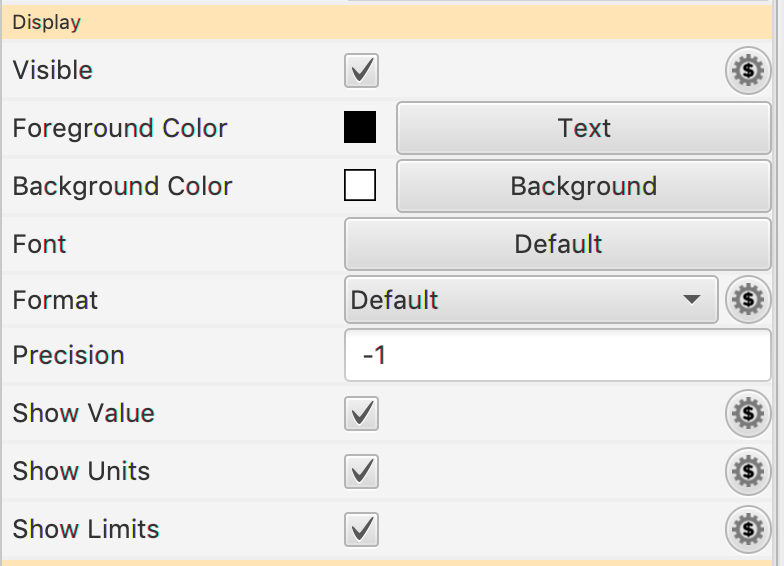 Display
Visible $
Foreground Color Text
Background Color Background
Font Default
Format Default $
Precision -1
Show Value $
Show Units $
Show Limits $